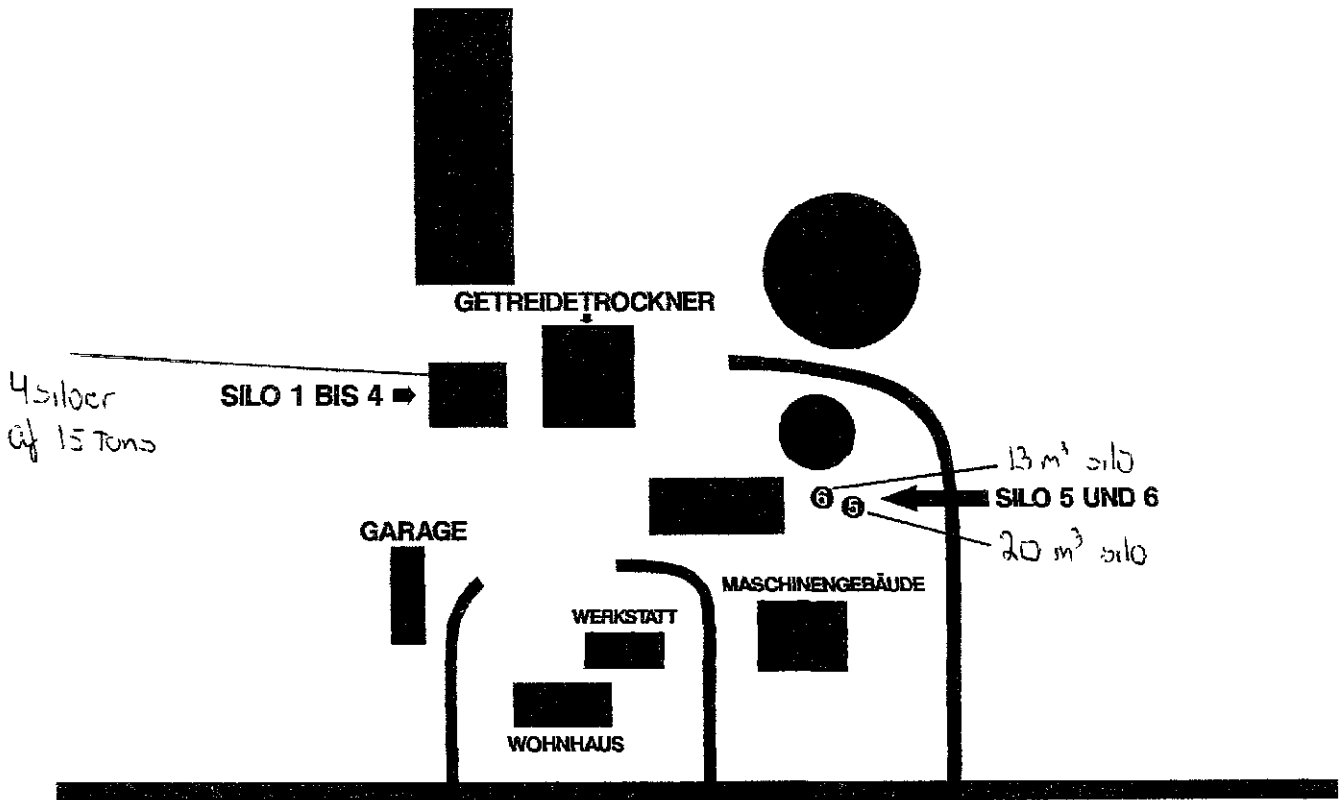 GETREIDETROCKNER
4 siloer
af 15 Tons
SILO 1 BIS 4
13 m³ silo
6
5
SILO 5 UND 6
20 m³ silo
GARAGE
MASCHINENGEBÄUDE
WERKSTATT
WOHNHAUS